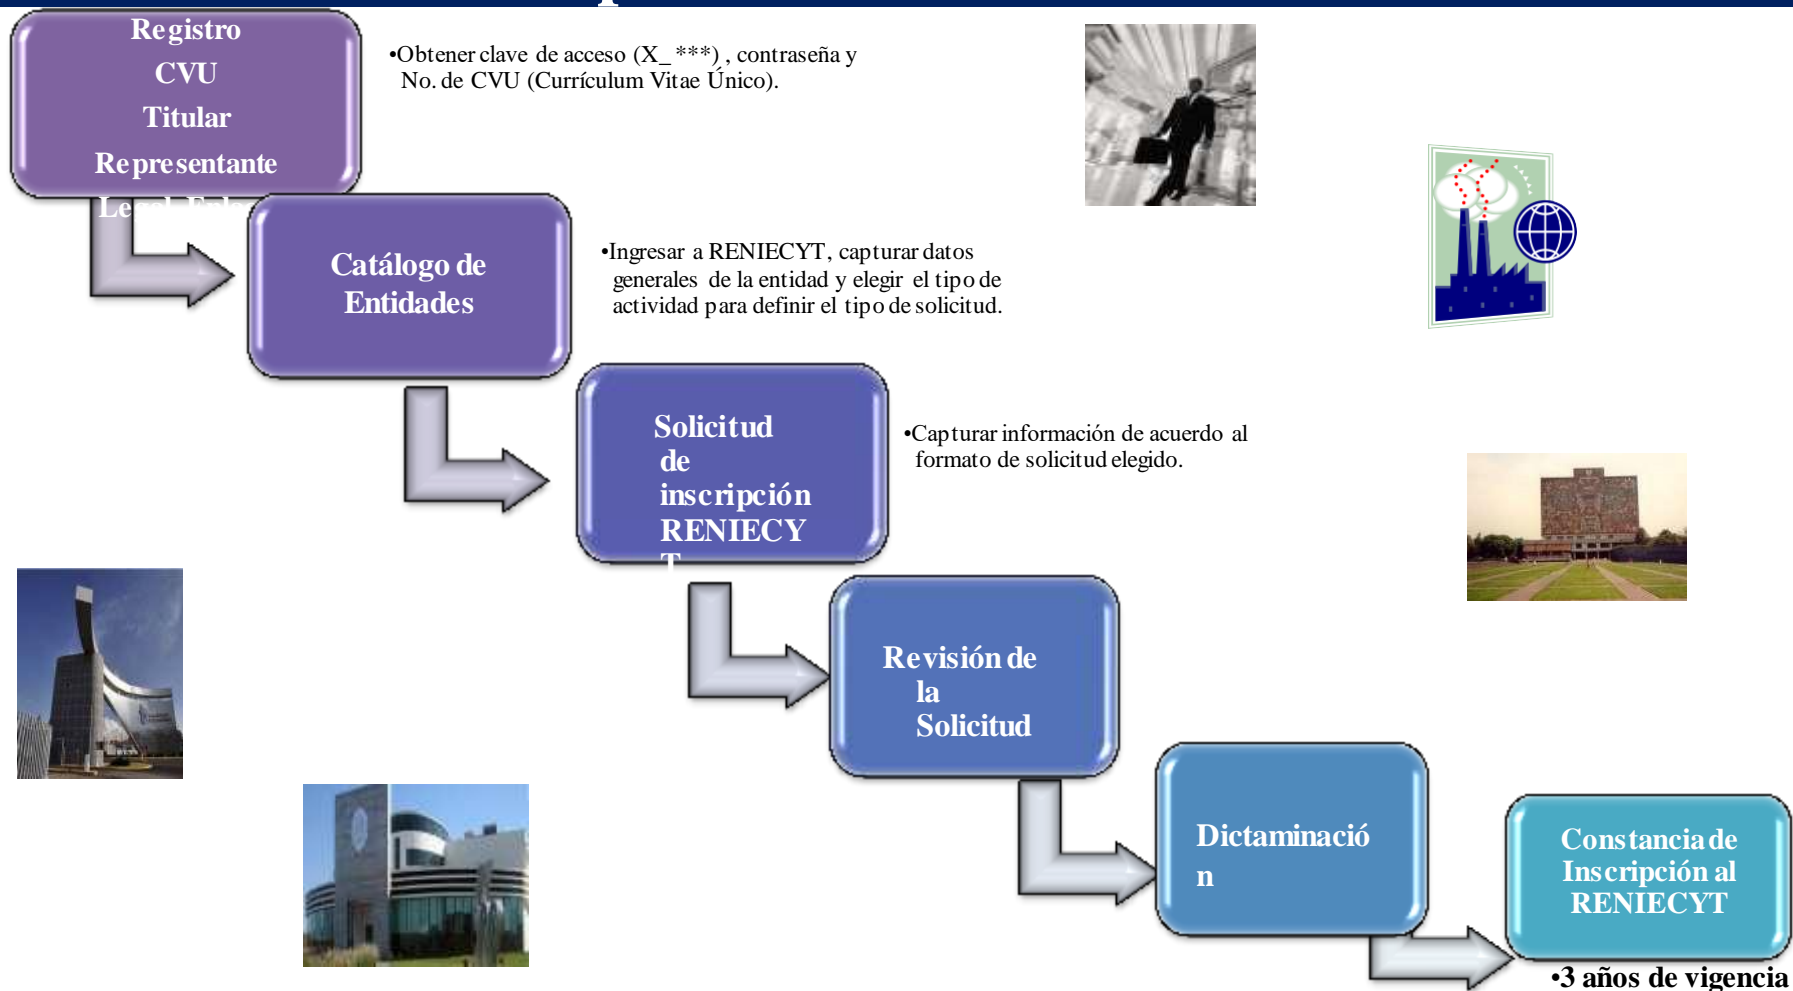 Registro
CVU
Titular
Representante
Legal, Enlac
•Obtener clave de acceso (X_***) , contraseña y
No. de CVU (Currículum Vitae Único).
Catálogo de
Entidades
•Ingresar a RENIECYT, capturar datos
generales de la entidad y elegir el tipo de
actividad para definir el tipo de solicitud.
Solicitud
de
inscripción
RENIECY
T
•Capturar información de acuerdo al
formato de solicitud elegido.
Revisión de
la
Solicitud
Dictaminació
n
Constancia de
Inscripción al
RENIECYT
•3 años de vigencia